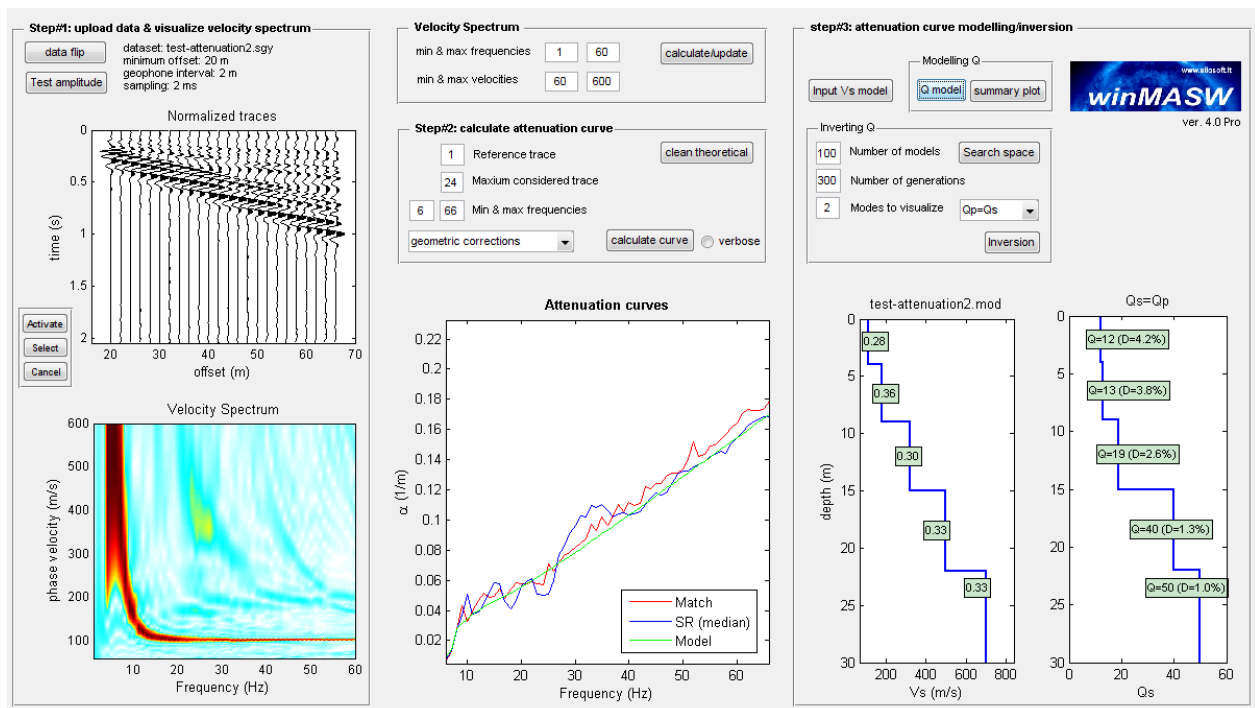 Step#1: upload data & visualize velocity spectrum
data flip
Test amplitude
dataset: test-attenuation2.sgy
minimum offset: 20 m
geophone interval: 2 m
sampling: 2 ms
Normalized traces
0
0.5
1
1.5
2
time (s)
20 30 40 50 60 70
offset (m)
Activate
Select
Cancel
Velocity Spectrum
600
500
400
300
200
100
phase velocity (m/s)
10 20 30 40 50 60
Frequency (Hz)
Velocity Spectrum
min & max frequencies 1 60 calculate/update
min & max velocities 60 600
Step#2: calculate attenuation curve
1 Reference trace clean theoretical
24 Maxium considered trace
6 66 Min & max frequencies
geometric corrections calculate curve verbose
Attenuation curves
0.22
0.2
0.18
0.16
0.14
0.12
0.1
0.08
0.06
0.04
0.02
α (1/m)
Match
SR (median)
Model
10 20 30 40 50 60
Frequency (Hz)
step#3: attenuation curve modelling/inversion
Input Vs model
Modelling Q
Q model summary plot
www.eliosoft.it
winMASW
ver. 4.0 Pro
Inverting Q
100 Number of models Search space
300 Number of generations
2 Modes to visualize Qp=Qs
Inversion
test-attenuation2.mod
0
5
10
15
20
25
30
depth (m)
0.28
0.36
0.30
0.33
0.33
200 400 600 800
Vs (m/s)
Qs=Qp
0
5
10
15
20
25
30
Q=12 (D=4.2%)
Q=13 (D=3.8%)
Q=19 (D=2.6%)
Q=40 (D=1.3%)
Q=50 (D=1.0%)
0 20 40 60
Qs